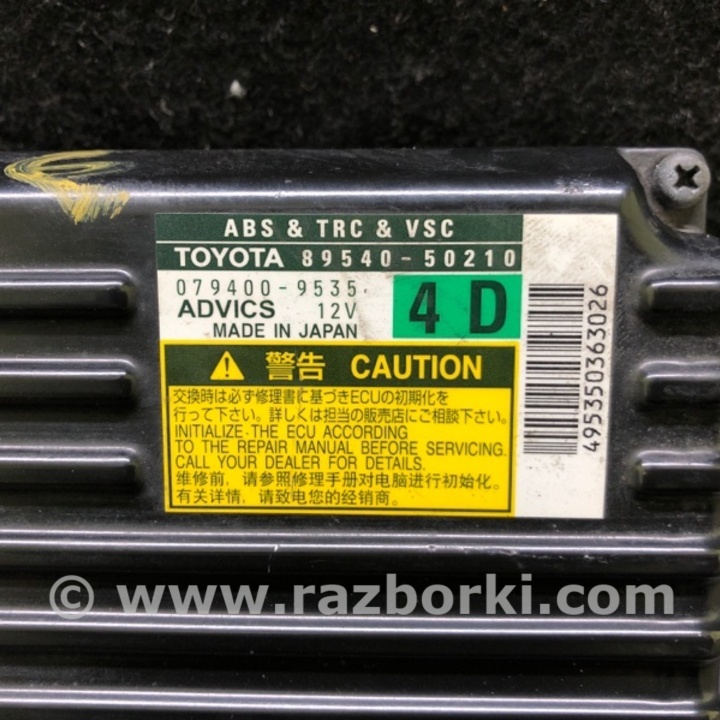 ABS & TRC & VSC
TOYOTA 89540-50210
079400-9535
ADVICS 12V
MADE IN JAPAN
4D
495350363026
⚠ 警告 CAUTION
交換時は必ず修理書に基づきECUの初期化を
行って下さい。詳しくは担当の販売店にご相談下さい。
INITIALIZE THE ECU ACCORDING
TO THE REPAIR MANUAL BEFORE SERVICING.
CALL YOUR DEALER FOR DETAILS.
维修前,请参照修理手册对电脑进行初始化。
有关详情,请致电您的经销商。
© www.razborki.com